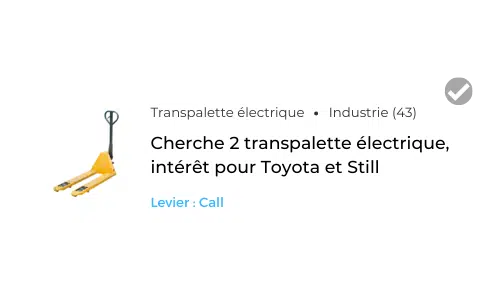 Transpalette électrique • Industrie (43)
Cherche 2 transpalette électrique,
intérêt pour Toyota et Still
Levier : Call